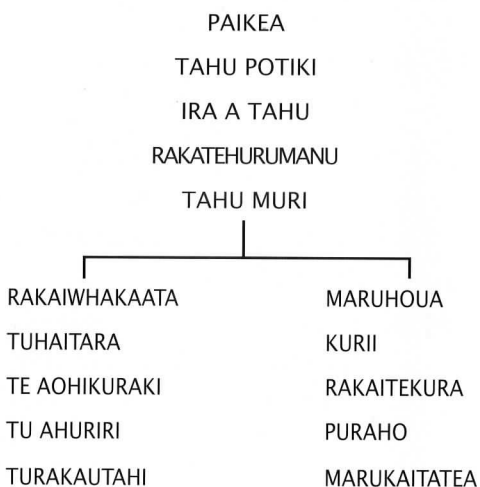 PAIKEA
TAHU POTIKI
IRA A TAHU
RAKATEHURUMANU
TAHU MURI
RAKAIWHAKAATA MARUHOUA
TUHAITARA KURII
TE AOHIKURAKI RAKAITEKURA
TU AHURIRI PURAHO
TURAKAUTAHI MARUKAITATEA